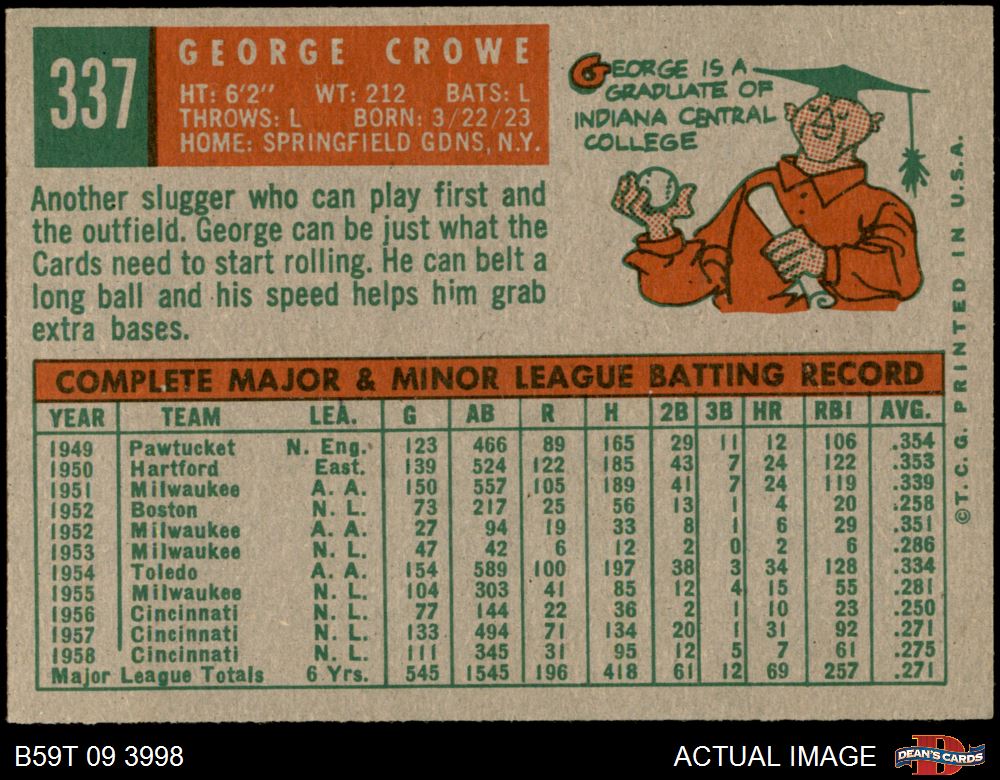 337
GEORGE CROWE
HT: 6'2" WT: 212 BATS: L
THROWS: L BORN: 3/22/23
HOME: SPRINGFIELD GDNS, N.Y.
GEORGE IS A
GRADUATE OF
INDIANA CENTRAL
COLLEGE
Another slugger who can play first and
the outfield. George can be just what the
Cards need to start rolling. He can belt a
long ball and his speed helps him grab
extra bases.
COMPLETE MAJOR & MINOR LEAGUE BATTING RECORD
YEAR TEAM LEA. G AB R H 2B 3B HR RBI AVG.
1949 Pawtucket N. Eng. 123 466 89 165 29 11 12 106 .354
1950 Hartford East. 139 524 122 185 43 7 24 122 .353
1951 Milwaukee A. A. 150 557 105 189 41 7 24 119 .339
1952 Boston N. L. 73 217 25 56 13 1 4 20 .258
1952 Milwaukee A. A. 27 94 19 33 8 1 6 29 .351
1953 Milwaukee N. L. 47 42 6 12 2 0 2 6 .286
1954 Toledo A. A. 154 589 100 197 38 3 34 128 .334
1955 Milwaukee N. L. 104 303 41 85 12 4 15 55 .281
1956 Cincinnati N. L. 77 144 22 36 2 1 10 23 .250
1957 Cincinnati N. L. 133 494 71 134 20 1 31 92 .271
1958 Cincinnati N. L. 111 345 31 95 12 5 7 61 .275
Major League Totals 6 Yrs. 545 1545 196 418 61 12 69 257 .271
© T. C. G. PRINTED IN U. S. A.
B59T 09 3998
ACTUAL IMAGE
D
DEAN'S CARDS